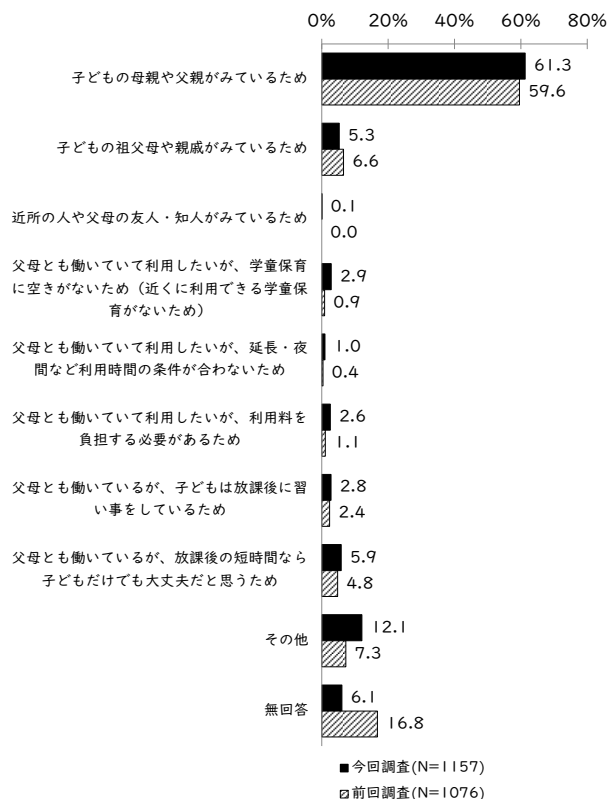 0% 20% 40% 60% 80%
子どもの母親や父親がみているため
61.3
59.6
子どもの祖父母や親戚がみているため
5.3
6.6
近所の人や父母の友人・知人がみているため
0.1
0.0
父母とも働いていて利用したいが、学童保育
に空きがないため（近くに利用できる学童保
育がないため）
2.9
0.9
父母とも働いていて利用したいが、延長・夜
間など利用時間の条件が合わないため
1.0
0.4
父母とも働いていて利用したいが、利用料を
負担する必要があるため
2.6
1.1
父母とも働いているが、子どもは放課後に習
い事をしているため
2.8
2.4
父母とも働いているが、放課後の短時間なら
子どもだけでも大丈夫だと思うため
5.9
4.8
その他
12.1
7.3
無回答
6.1
16.8
今回調査(N=1157)
前回調査(N=1076)